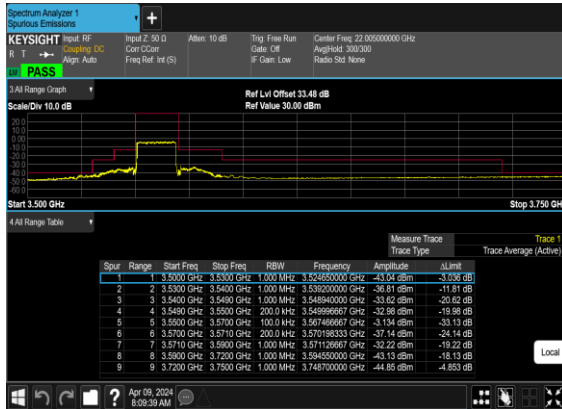 Spectrum Analyzer 1
Spurious Emissions
+
KEYSIGHT Input: RF Input Z: 50 Ω Atten: 10 dB Trig: Free Run Center Freq: 22.005000000 GHz
R T Coupling: DC Corr CCorr Gate: Off Avg|Hold: 300/300
Align: Auto Freq Ref: Int (S) IF Gain: Low Radio Std: None
PASS
3 All Range Graph
Ref Lvl Offset 33.48 dB
Scale/Div 10.0 dB Ref Value 30.00 dBm
20.0
10.0
0.00
-10.0
-20.0
-30.0
-40.0
-50.0
-60.0
Start 3.500 GHz Stop 3.750 GH
4 All Range Table
Measure Trace Trace 1
Trace Type Trace Average (Active)
Spur Range Start Freq Stop Freq RBW Frequency Amplitude ΔLimit
1 1 3.5000 GHz 3.5300 GHz 1.000 MHz 3.524650000 GHz -43.04 dBm -3.036 dB
2 2 3.5300 GHz 3.5400 GHz 1.000 MHz 3.539200000 GHz -36.81 dBm -11.81 dB
3 3 3.5400 GHz 3.5490 GHz 1.000 MHz 3.548940000 GHz -33.62 dBm -20.62 dB
4 4 3.5490 GHz 3.5500 GHz 200.0 kHz 3.549996667 GHz -32.98 dBm -19.98 dB
5 5 3.5500 GHz 3.5700 GHz 100.0 kHz 3.567466667 GHz -3.134 dBm -33.13 dB
6 6 3.5700 GHz 3.5710 GHz 200.0 kHz 3.570198333 GHz -37.14 dBm -24.14 dB
7 7 3.5710 GHz 3.5900 GHz 1.000 MHz 3.571126667 GHz -32.22 dBm -19.22 dB
8 8 3.5900 GHz 3.7200 GHz 1.000 MHz 3.594550000 GHz -43.13 dBm -18.13 dB
9 9 3.7200 GHz 3.7500 GHz 1.000 MHz 3.748700000 GHz -44.85 dBm -4.853 dB
Local
? Apr 09, 2024
8:09:39 AM